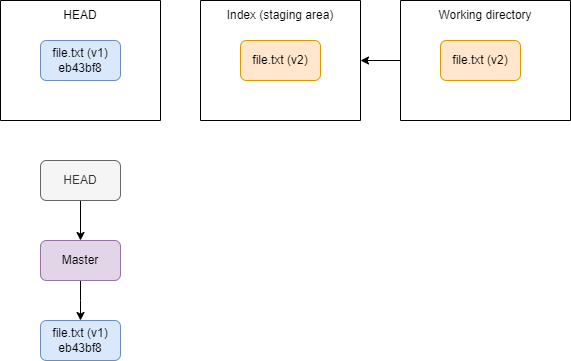 HEAD
file.txt (v1)
eb43bf8
Index (staging area)
file.txt (v2)
Working directory
file.txt (v2)
HEAD
Master
file.txt (v1)
eb43bf8